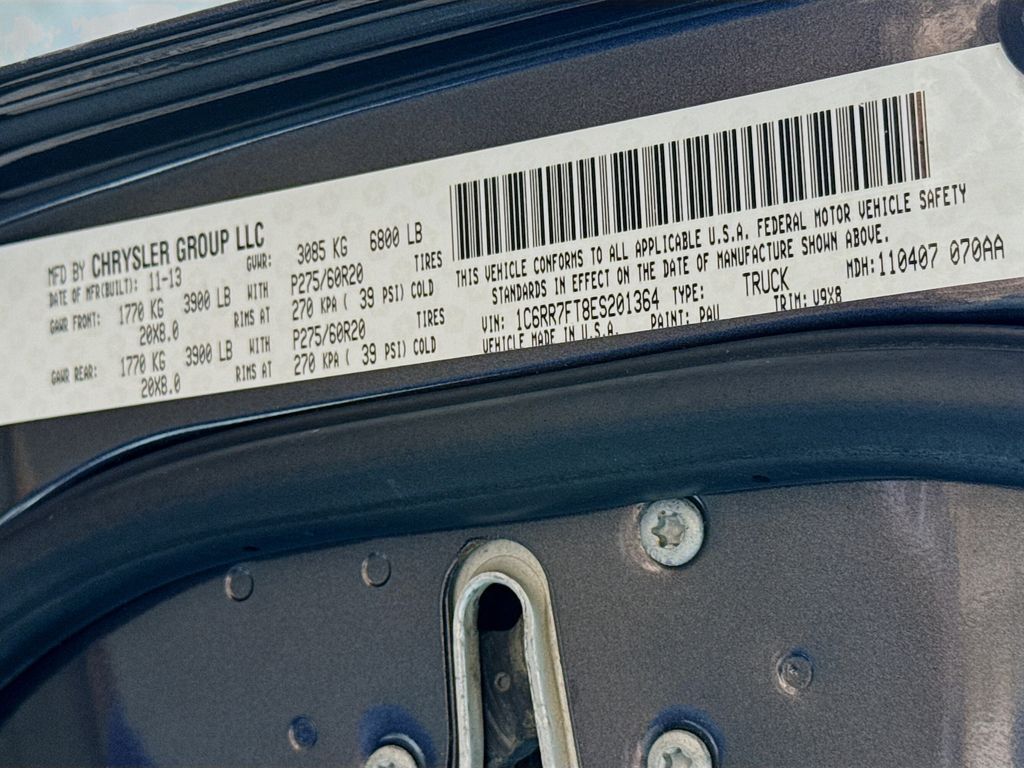 MFD BY CHRYSLER GROUP LLC
DATE OF MFR(BUILT): 11-13 GVWR: 3085 KG 6800 LB
GAWR FRONT: 1770 KG 3900 LB WITH P275/60R20 TIRES
20X8.0 RIMS AT 270 KPA ( 39 PSI) COLD
GAWR REAR: 1770 KG 3900 LB WITH P275/60R20 TIRES
20X8.0 RIMS AT 270 KPA ( 39 PSI) COLD
THIS VEHICLE CONFORMS TO ALL APPLICABLE U.S.A. FEDERAL MOTOR VEHICLE SAFETY
STANDARDS IN EFFECT ON THE DATE OF MANUFACTURE SHOWN ABOVE.
MDH:110407 070AA
VIN: 1C6RR7FT8ES201364 TYPE: TRUCK
VEHICLE MADE IN U.S.A. PAINT: PAU TRIM: V9X8